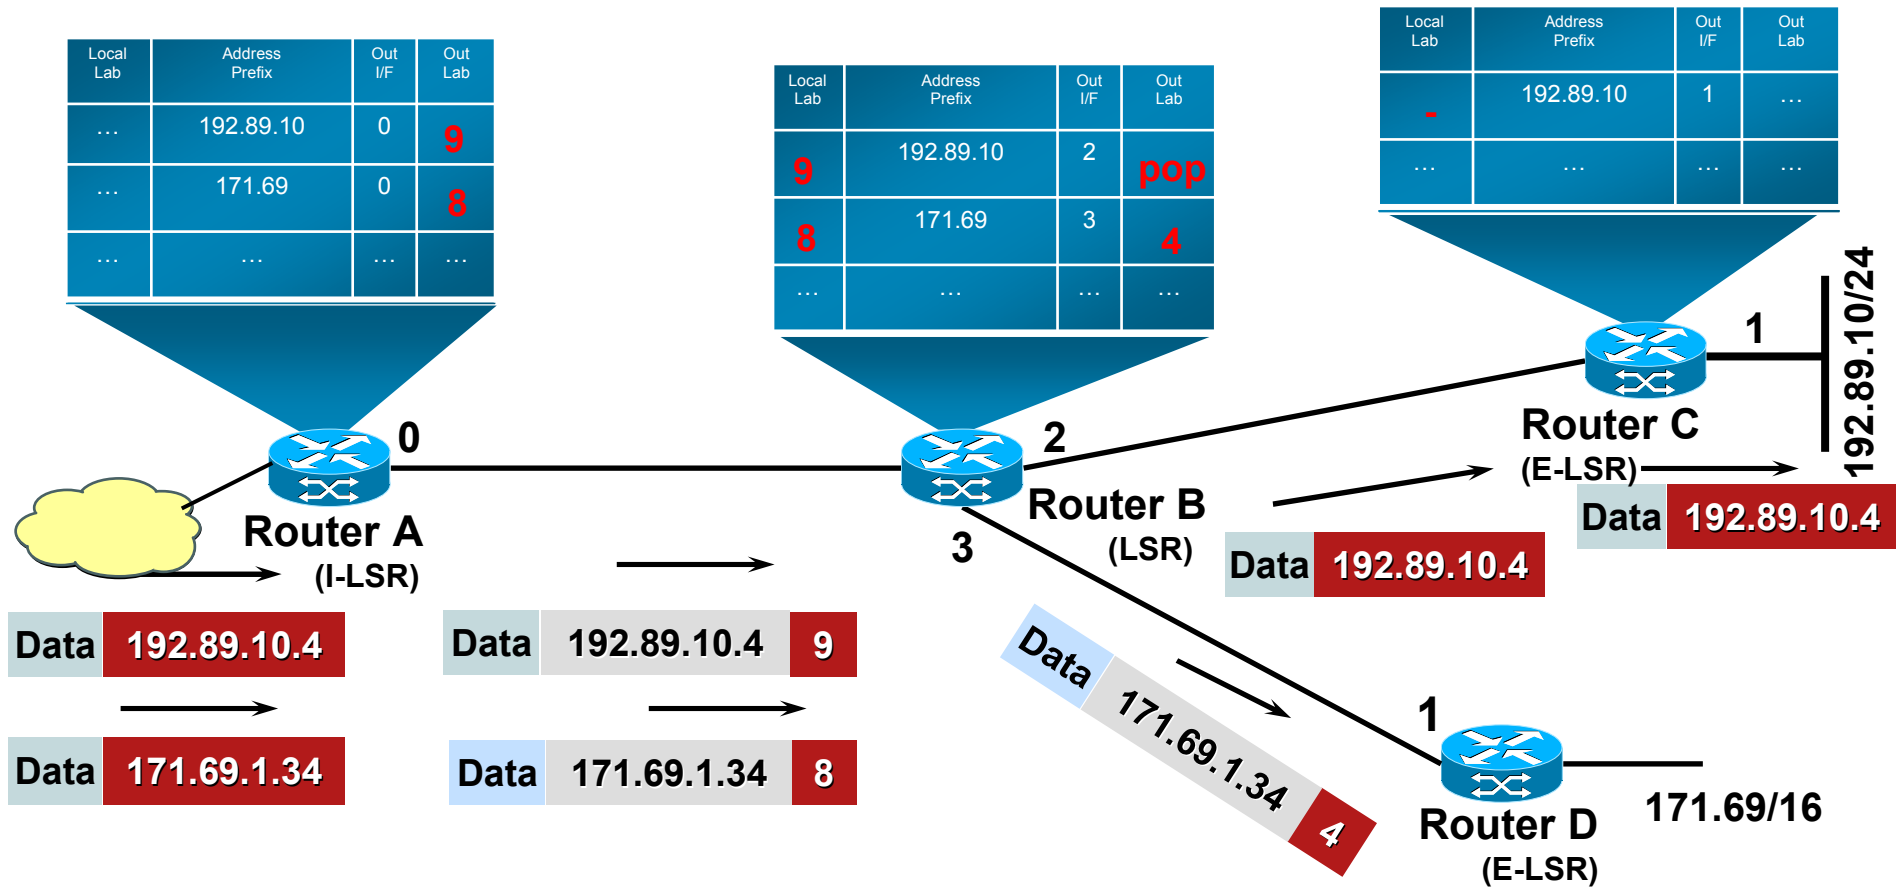 Local Lab Address Prefix Out I/F Out Lab
… 192.89.10 0 9
… 171.69 0 8
… … … …
Local Lab Address Prefix Out I/F Out Lab
9 192.89.10 2 pop
8 171.69 3 4
… … … …
Local Lab Address Prefix Out I/F Out Lab
- 192.89.10 1 …
… … … …
0
Router A
(I-LSR)
2
3
Router B
(LSR)
1
Router C
(E-LSR)
192.89.10/24
Data 192.89.10.4
Data 192.89.10.4
Data 192.89.10.4
Data 192.89.10.4 9
Data 171.69.1.34
Data 171.69.1.34 8
Data 171.69.1.34 4
1
Router D
(E-LSR)
171.69/16